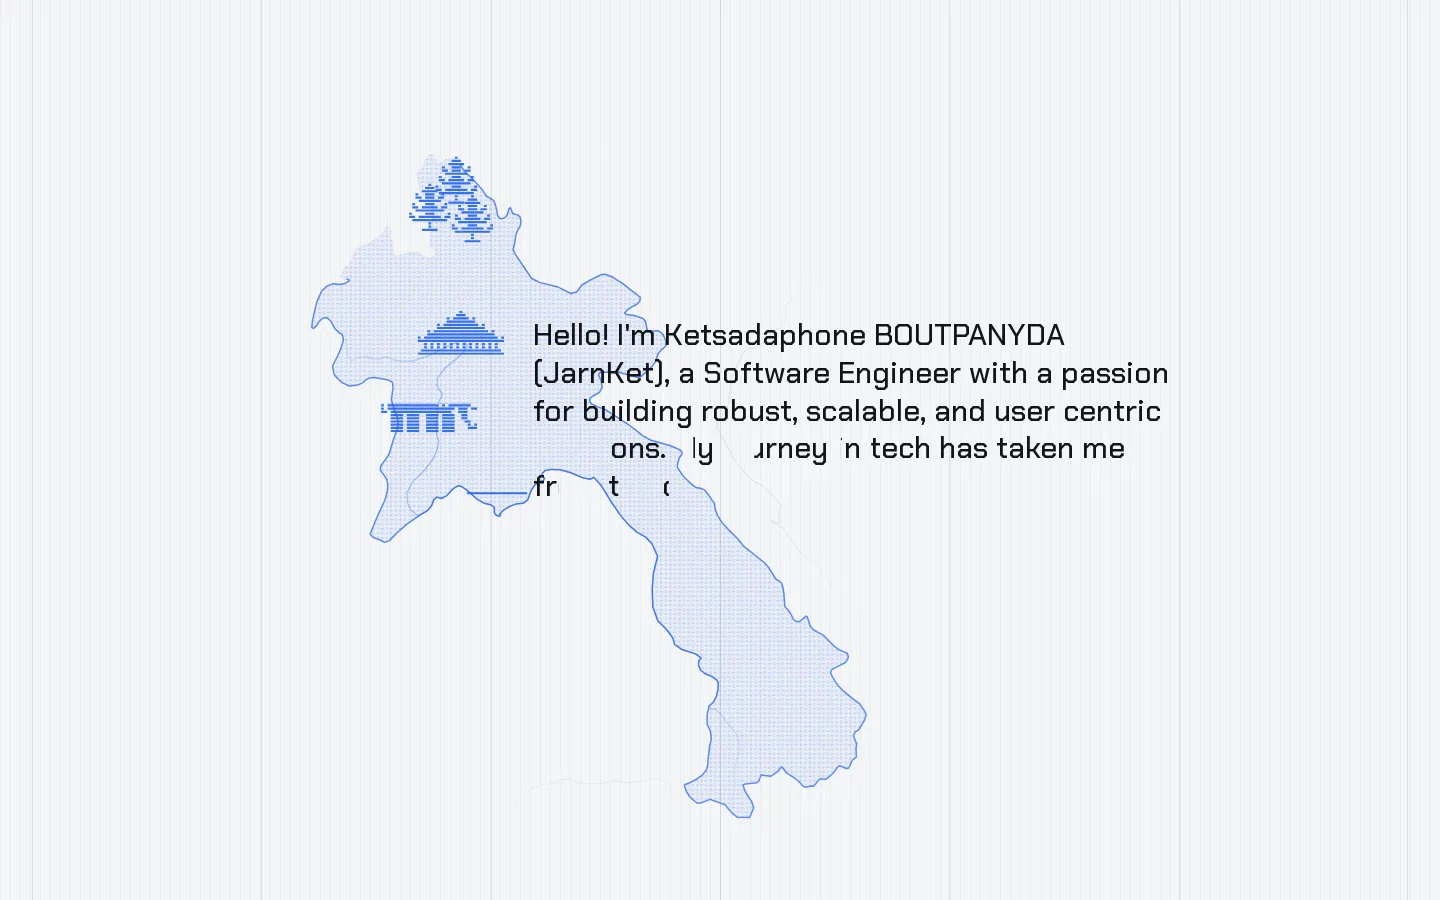 Hello! I'm Ketsadaphone BOUTPANYDA
(JarnKet), a Software Engineer with a passion
for building robust, scalable, and user centric
tech has taken me